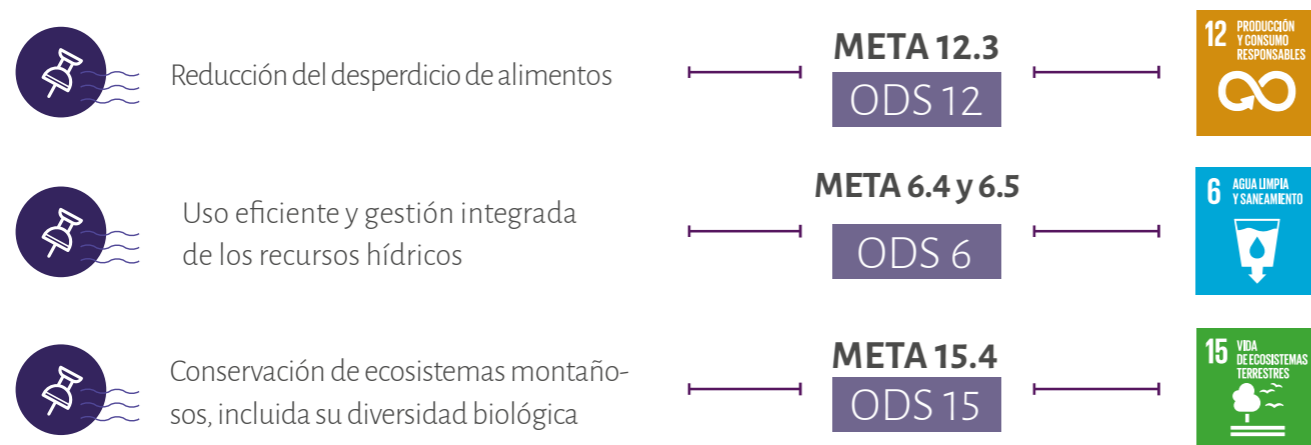 Reducción del desperdicio de alimentos
META 12.3
ODS 12
12 PRODUCCIÓN
Y CONSUMO
RESPONSABLES
Uso eficiente y gestión integrada
de los recursos hídricos
META 6.4 y 6.5
ODS 6
6 AGUA LIMPIA
Y SANEAMIENTO
Conservación de ecosistemas montaño-
sos, incluida su diversidad biológica
META 15.4
ODS 15
15 VIDA
DE ECOSISTEMAS
TERRESTRES